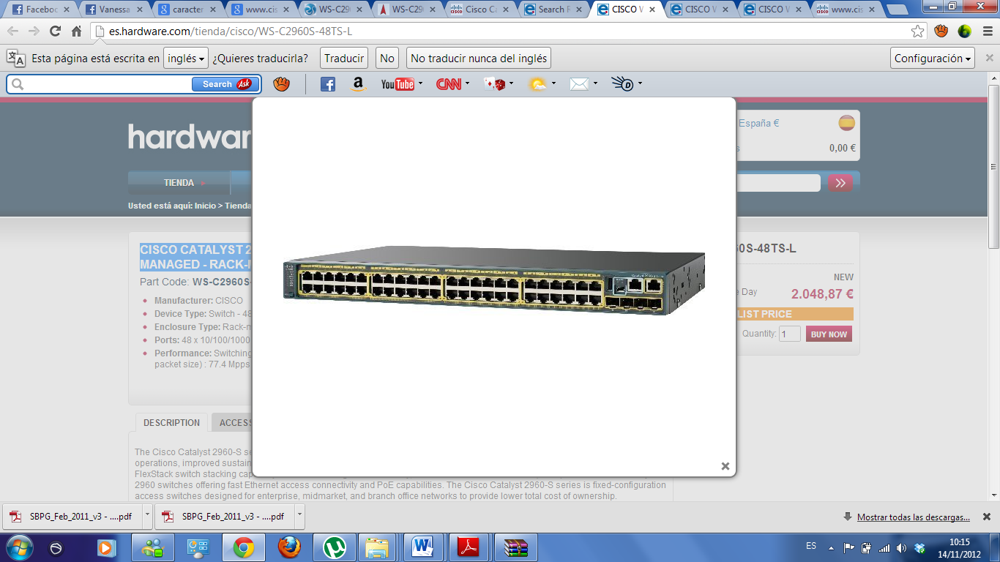 Faceboo
Vanessa
caracter
www.cis
WS-C29
WS-C29
Cisco Ca
Search R
CISCO W
CISCO W
CISCO W
www.cis
es.hardware.com/tienda/cisco/WS-C2960S-48TS-L
Esta página está escrita en inglés ¿Quieres traducirla? Traducir No No traducir nunca del inglés Configuración
Search Ask
YouTube CNN
hardware
España €
0,00 €
TIENDA
Usted está aquí: Inicio > Tienda
CISCO CATALYST 2
MANAGED - RACK-M
Part Code: WS-C2960S-
Manufacturer: CISCO
Device Type: Switch - 48
Enclosure Type: Rack-m
Ports: 48 x 10/100/1000
Performance: Switching
packet size) : 77.4 Mpps
60S-48TS-L
NEW
Day 2.048,87 €
LIST PRICE
Quantity: 1 BUY NOW
DESCRIPTION
ACCESS
The Cisco Catalyst 2960-S se
operations, improved sustain
FlexStack switch stacking cap
2960 switches offering fast Ethernet access connectivity and PoE capabilities. The Cisco Catalyst 2960-S series is fixed-configuration
access switches designed for enterprise, midmarket, and branch office networks to provide lower total cost of ownership.
SBPG_Feb_2011_v3 - ....pdf
SBPG_Feb_2011_v3 - ....pdf
Mostrar todas las descargas...
ES
10:15
14/11/2012